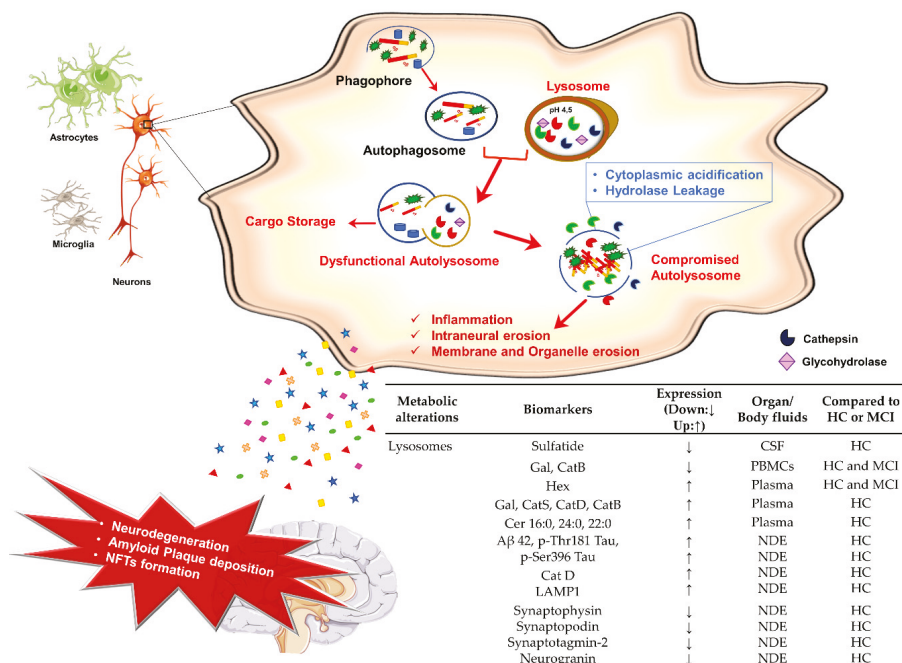 Phagophore
Lysosome
pH 4,5
Astrocytes
Autophagosome
• Cytoplasmic acidification
• Hydrolase Leakage
Microglia
Cargo Storage
Dysfunctional Autolysosome
Compromised
Autolysosome
Neurons
✓ Inflammation
✓ Intraneural erosion
✓ Membrane and Organelle erosion
Cathepsin
Glycohydrolase
• Neurodegeneration
• Amyloid Plaque deposition
• NFTs formation
Metabolic alterations | Biomarkers | Expression (Down:↓ Up:↑) | Organ/ Body fluids | Compared to HC or MCI
Lysosomes Sulfatide ↓ CSF HC
Gal, CatB ↓ PBMCs HC and MCI
Hex ↑ Plasma HC and MCI
Gal, CatS, CatD, CatB ↑ Plasma HC
Cer 16:0, 24:0, 22:0 ↑ Plasma HC
Aβ 42, p-Thr181 Tau, ↑ NDE HC
p-Ser396 Tau ↑ NDE HC
Cat D ↑ NDE HC
LAMP1 ↑ NDE HC
Synaptophysin ↓ NDE HC
Synaptopodin ↓ NDE HC
Synaptotagmin-2 ↓ NDE HC
Neurogranin ↓ NDE HC